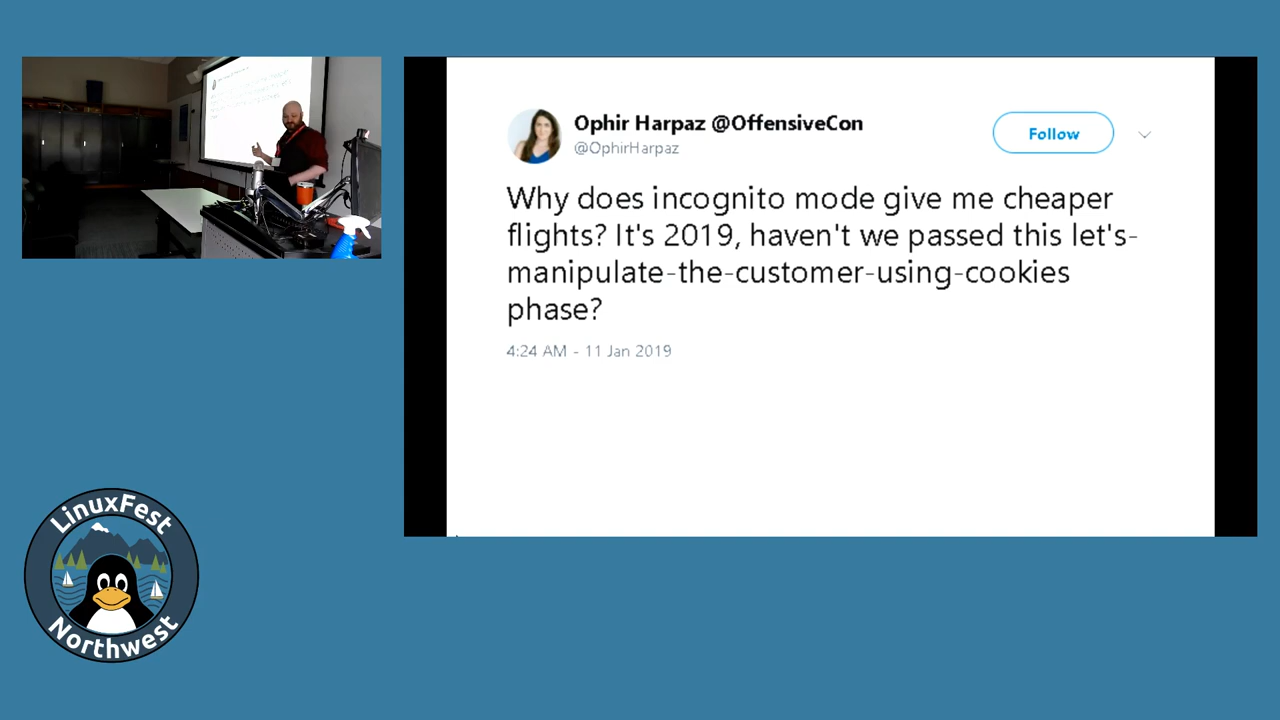 Ophir Harpaz @OffensiveCon
@OphirHarpaz
Follow
Why does incognito mode give me cheaper
flights? It's 2019, haven't we passed this let's-
manipulate-the-customer-using-cookies
phase?
4:24 AM - 11 Jan 2019
LinuxFest
Northwest